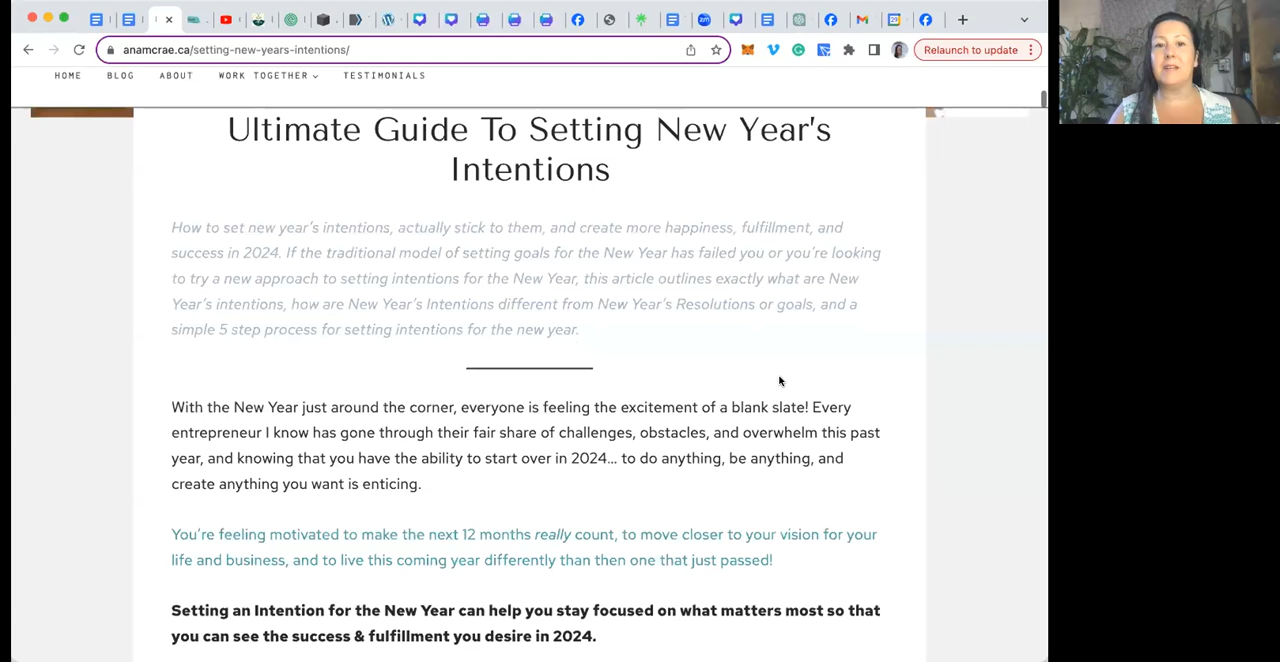 anamcrae.ca/setting-new-years-intentions/
Relaunch to update
HOME BLOG ABOUT WORK TOGETHER TESTIMONIALS
Ultimate Guide To Setting New Year's
Intentions
How to set new year's intentions, actually stick to them, and create more happiness, fulfillment, and
success in 2024. If the traditional model of setting goals for the New Year has failed you or you're looking
to try a new approach to setting intentions for the New Year, this article outlines exactly what are New
Year's intentions, how are New Year's Intentions different from New Year's Resolutions or goals, and a
simple 5 step process for setting intentions for the new year.
With the New Year just around the corner, everyone is feeling the excitement of a blank slate! Every
entrepreneur I know has gone through their fair share of challenges, obstacles, and overwhelm this past
year, and knowing that you have the ability to start over in 2024... to do anything, be anything, and
create anything you want is enticing.
You're feeling motivated to make the next 12 months really count, to move closer to your vision for your
life and business, and to live this coming year differently than then one that just passed!
Setting an Intention for the New Year can help you stay focused on what matters most so that
you can see the success & fulfillment you desire in 2024.